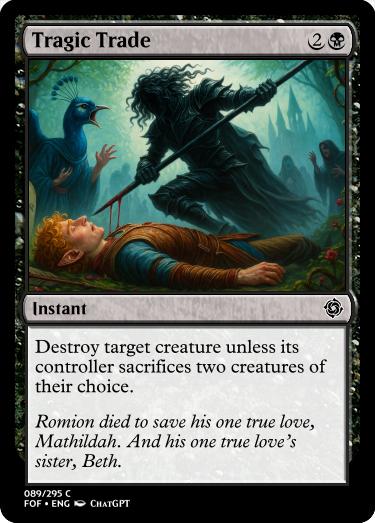 Tragic Trade 2
Instant
Destroy target creature unless its
controller sacrifices two creatures of
their choice.
Romion died to save his one true love,
Mathildah. And his one true love's
sister, Beth.
089/295 C
FOF • ENG ChatGPT